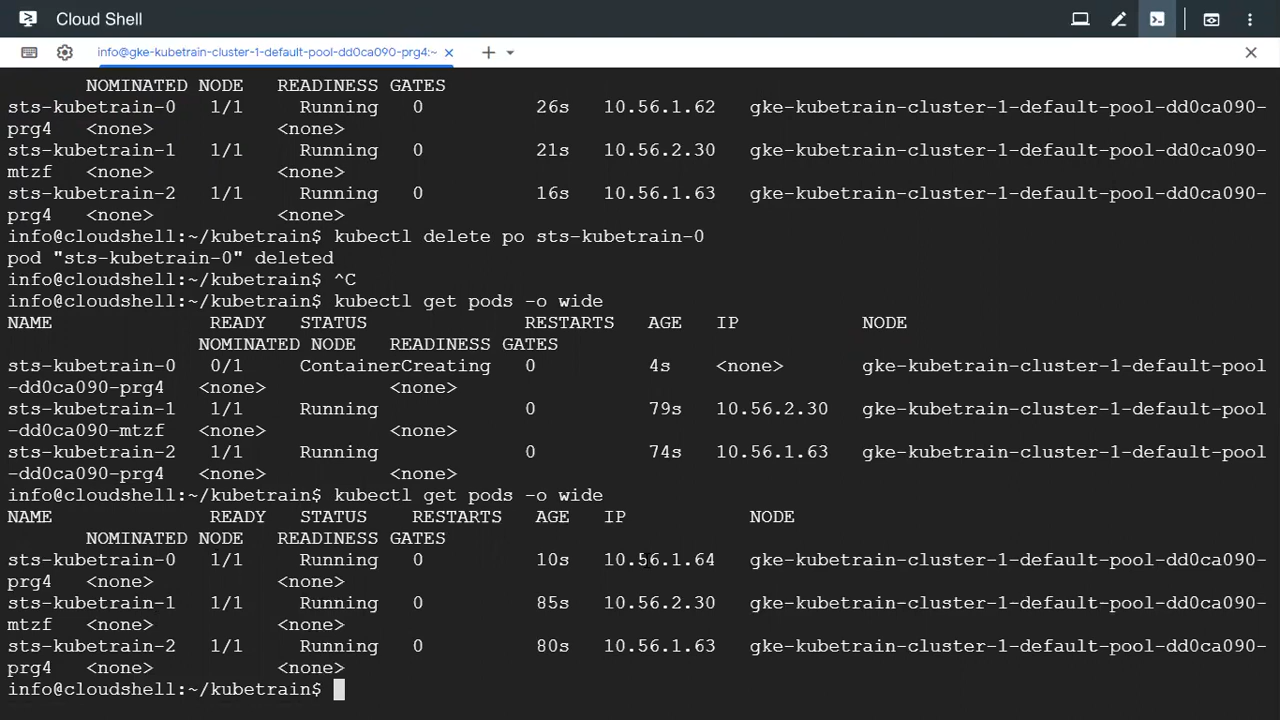 Cloud Shell
info@gke-kubetrain-cluster-1-default-pool-dd0ca090-prg4:~
NOMINATED NODE READINESS GATES
sts-kubetrain-0 1/1 Running 0 26s 10.56.1.62 gke-kubetrain-cluster-1-default-pool-dd0ca090-
prg4 <none> <none>
sts-kubetrain-1 1/1 Running 0 21s 10.56.2.30 gke-kubetrain-cluster-1-default-pool-dd0ca090-
mtzf <none> <none>
sts-kubetrain-2 1/1 Running 0 16s 10.56.1.63 gke-kubetrain-cluster-1-default-pool-dd0ca090-
prg4 <none> <none>
info@cloudshell:~/kubetrain$ kubectl delete po sts-kubetrain-0
pod "sts-kubetrain-0" deleted
info@cloudshell:~/kubetrain$ ^C
info@cloudshell:~/kubetrain$ kubectl get pods -o wide
NAME READY STATUS RESTARTS AGE IP NODE
NOMINATED NODE READINESS GATES
sts-kubetrain-0 0/1 ContainerCreating 0 4s <none> gke-kubetrain-cluster-1-default-pool
-dd0ca090-prg4 <none> <none>
sts-kubetrain-1 1/1 Running 0 79s 10.56.2.30 gke-kubetrain-cluster-1-default-pool
-dd0ca090-mtzf <none> <none>
sts-kubetrain-2 1/1 Running 0 74s 10.56.1.63 gke-kubetrain-cluster-1-default-pool
-dd0ca090-prg4 <none> <none>
info@cloudshell:~/kubetrain$ kubectl get pods -o wide
NAME READY STATUS RESTARTS AGE IP NODE
NOMINATED NODE READINESS GATES
sts-kubetrain-0 1/1 Running 0 10s 10.56.1.64 gke-kubetrain-cluster-1-default-pool-dd0ca090-
prg4 <none> <none>
sts-kubetrain-1 1/1 Running 0 85s 10.56.2.30 gke-kubetrain-cluster-1-default-pool-dd0ca090-
mtzf <none> <none>
sts-kubetrain-2 1/1 Running 0 80s 10.56.1.63 gke-kubetrain-cluster-1-default-pool-dd0ca090-
prg4 <none> <none>
info@cloudshell:~/kubetrain$